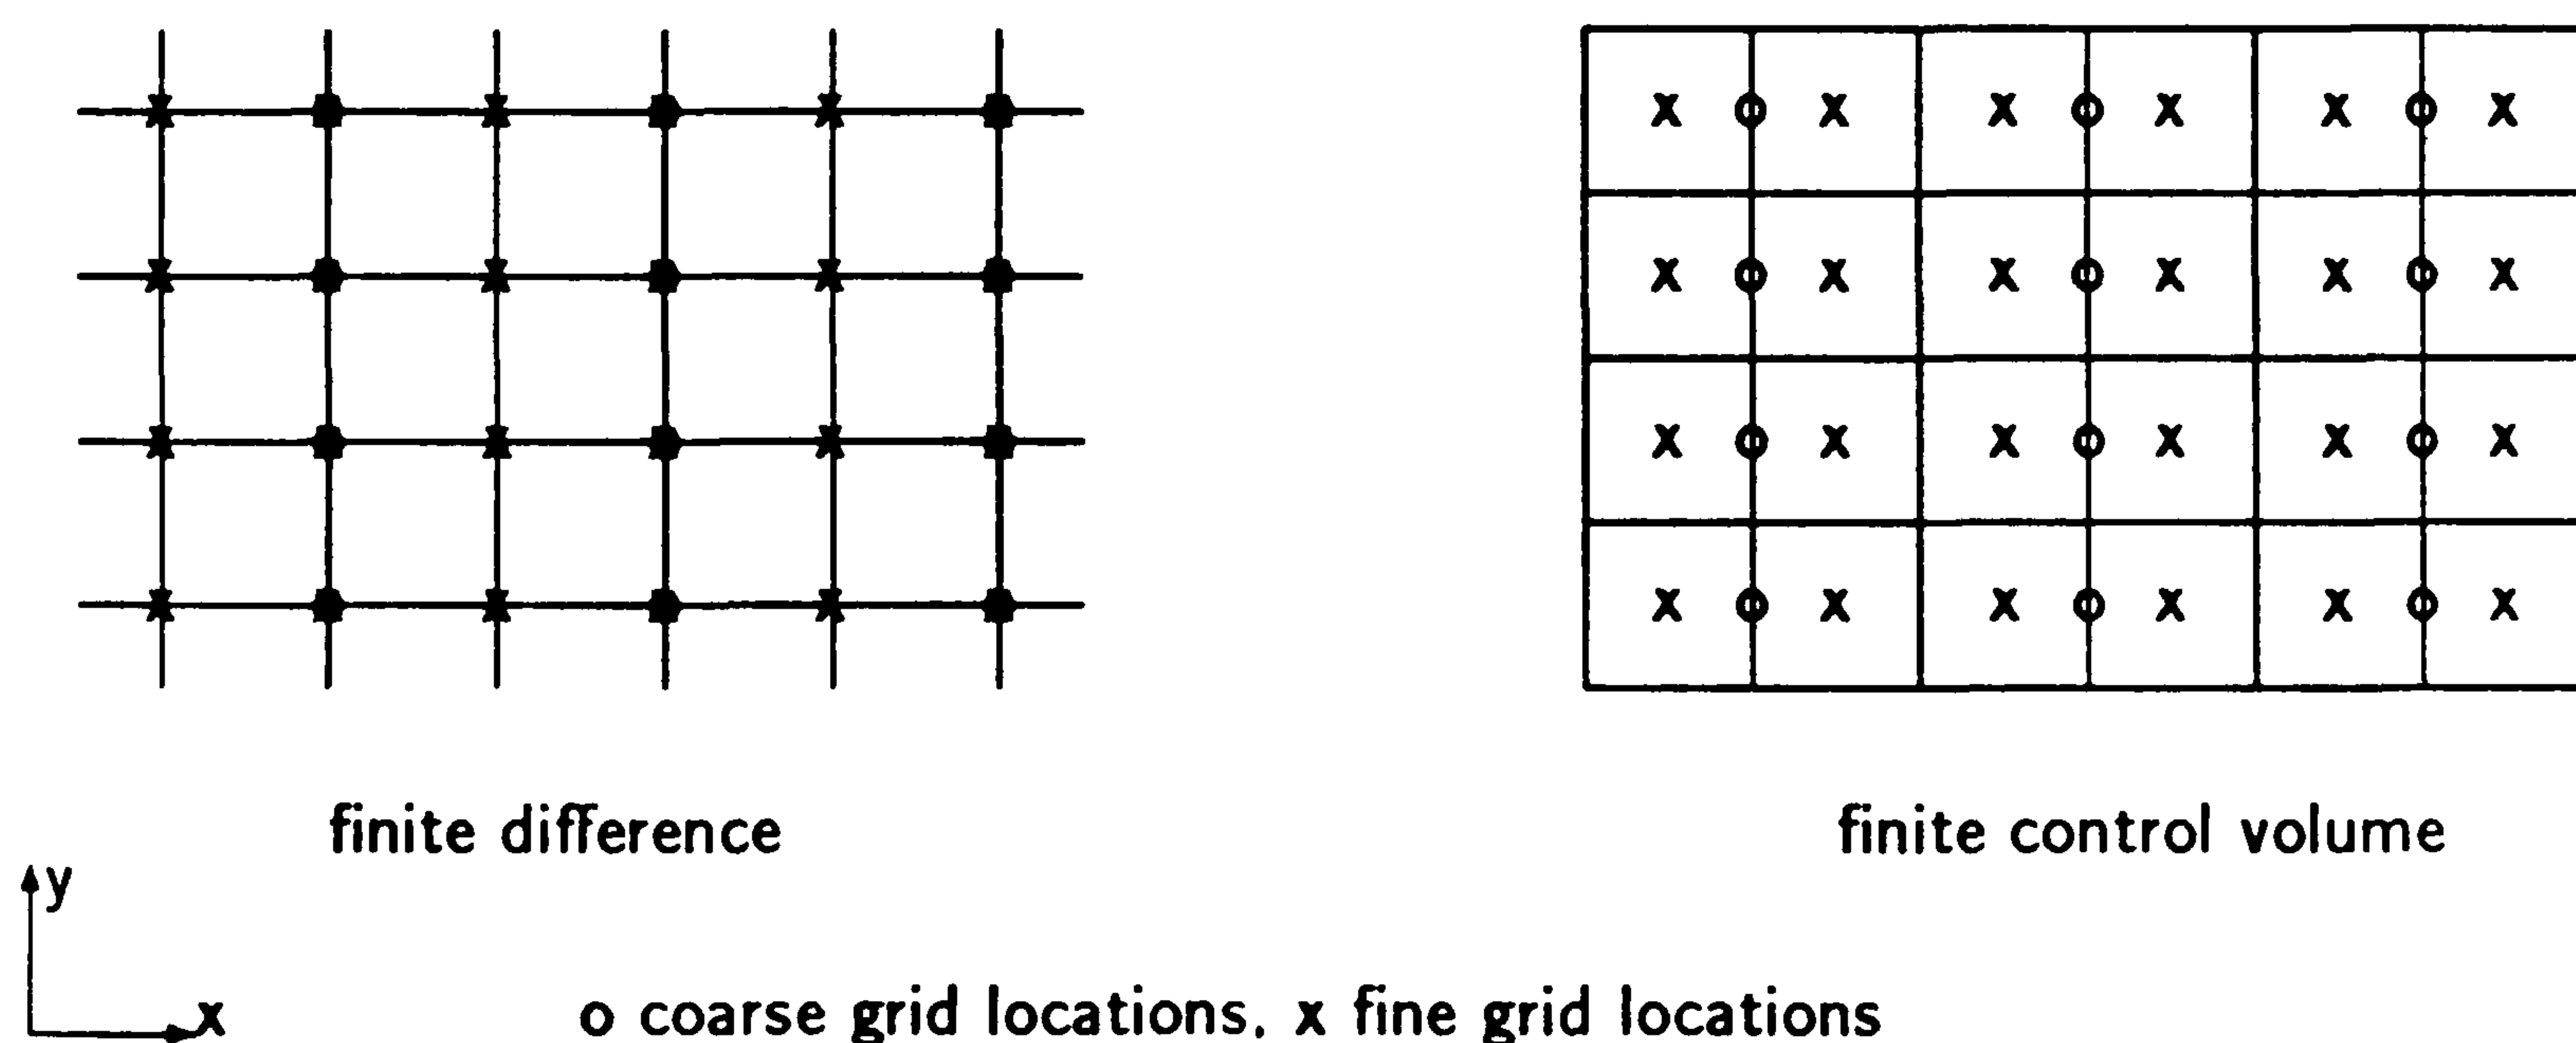 finite difference
finite control volume
y
x
o coarse grid locations, x fine grid locations